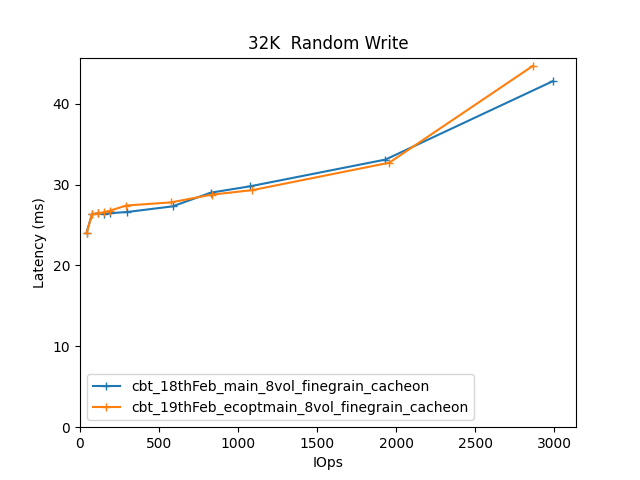 32K  Random Write
Latency (ms)
40
30
20
10
0
cbt_18thFeb_main_8vol_finegrain_cacheon
cbt_19thFeb_ecoptmain_8vol_finegrain_cacheon
0 500 1000 1500 2000 2500 3000
IOps